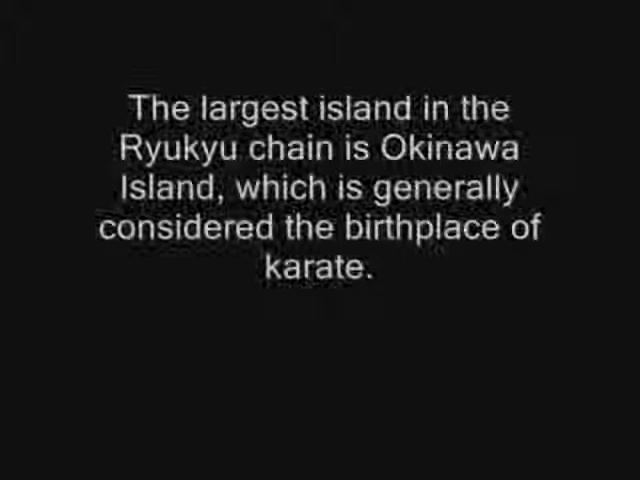 The largest island in the
Ryukyu chain is Okinawa
Island, which is generally
considered the birthplace of
karate.